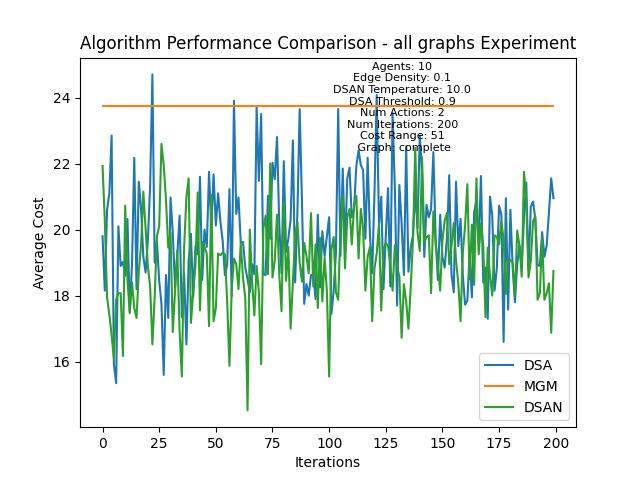 Algorithm Performance Comparison - all graphs Experiment
Agents: 10
Edge Density: 0.1
DSAN Temperature: 10.0
DSA Threshold: 0.9
Num Actions: 2
Num Iterations: 200
Cost Range: 51
Graph: complete
24
22
20
18
16
Average Cost
0 25 50 75 100 125 150 175 200
Iterations
DSA
MGM
DSAN